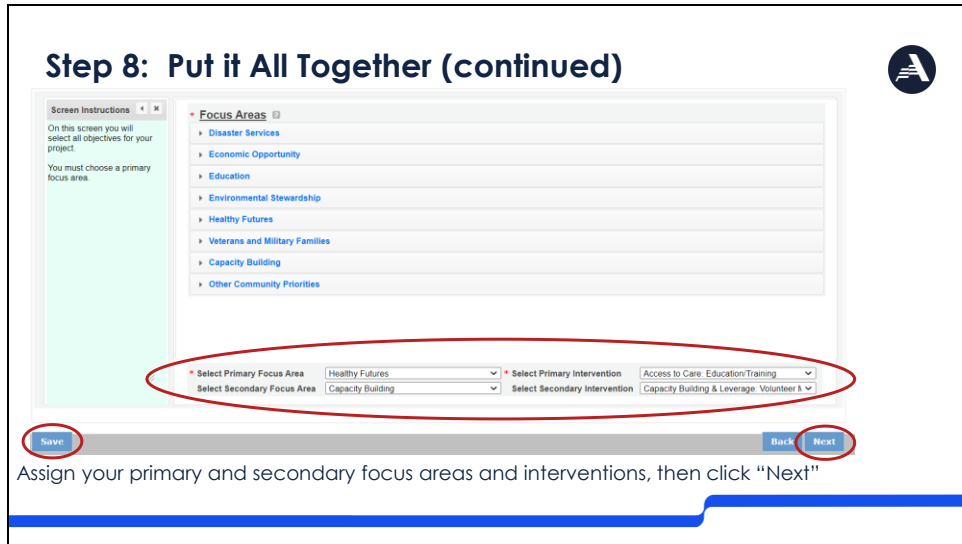 Step 8: Put it All Together (continued)
Screen Instructions
On this screen you will
select all objectives for your
project.
You must choose a primary
focus area.
* Focus Areas
Disaster Services
Economic Opportunity
Education
Environmental Stewardship
Healthy Futures
Veterans and Military Families
Capacity Building
Other Community Priorities
* Select Primary Focus Area Healthy Futures * Select Primary Intervention Access to Care: Education/Training
Select Secondary Focus Area Capacity Building Select Secondary Intervention Capacity Building & Leverage: Volunteer
Save Back Next
Assign your primary and secondary focus areas and interventions, then click “Next”